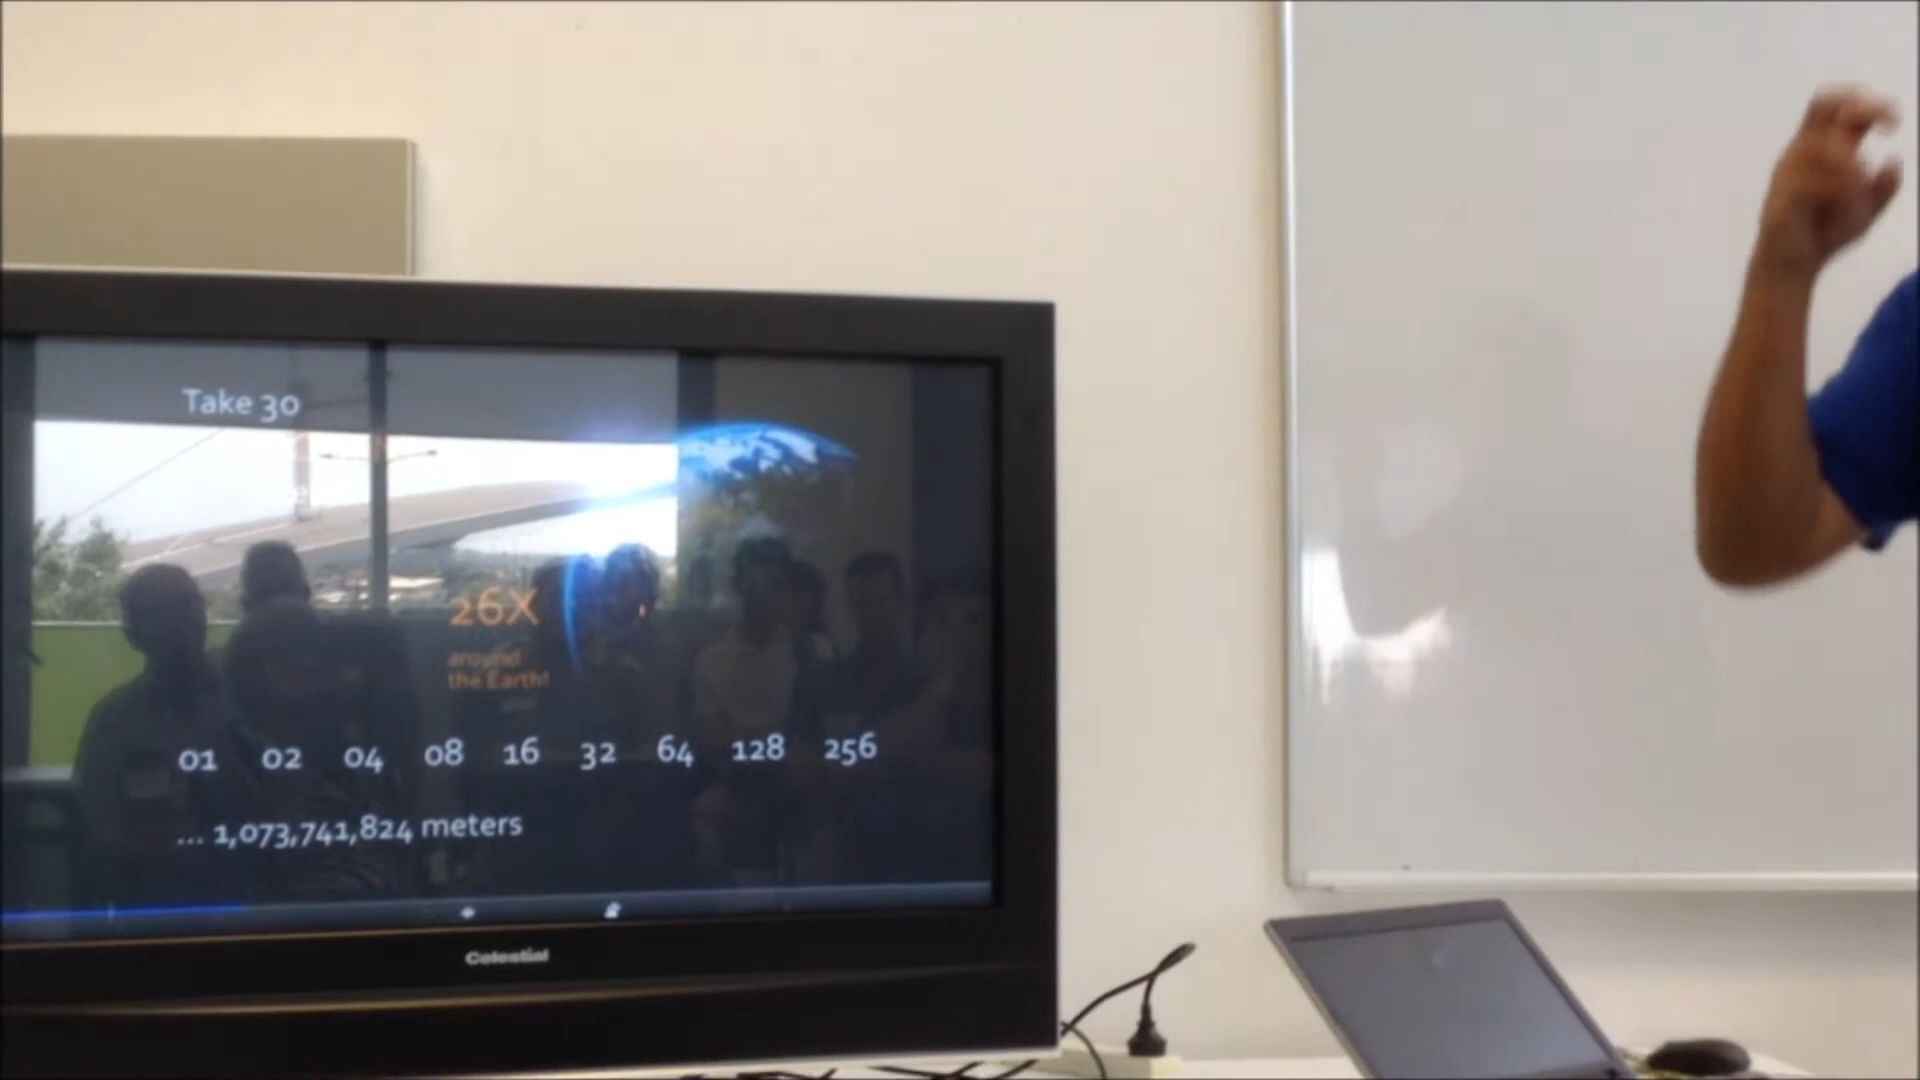 Take 30
26X
around
the Earth!
01 02 04 08 16 32 64 128 256
... 1,073,741,824 meters
Celestial